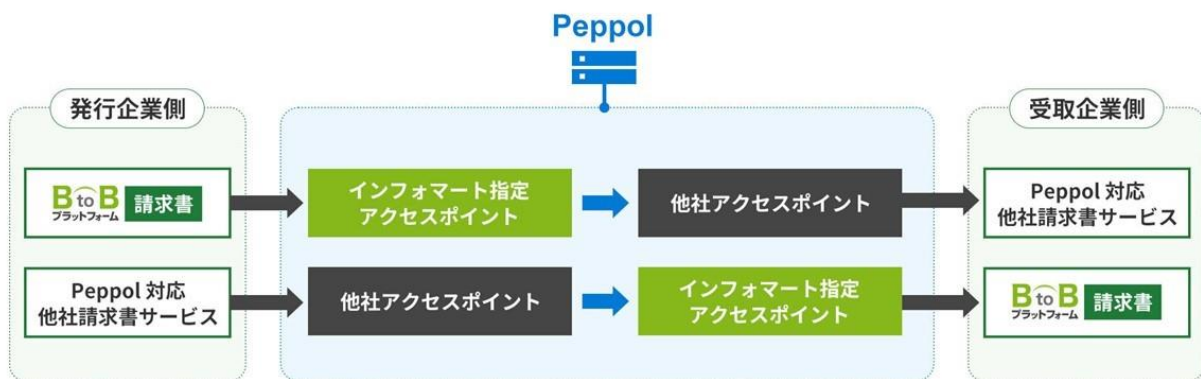 Peppol
発行企業側
受取企業側
BtoB
プラットフォーム
請求書
インフォマート指定
アクセスポイント
他社アクセスポイント
Peppol 対応
他社請求書サービス
Peppol 対応
他社請求書サービス
他社アクセスポイント
インフォマート指定
アクセスポイント
BtoB
プラットフォーム
請求書